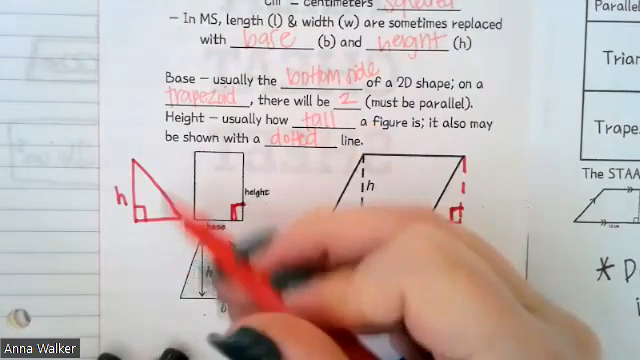 cm² = centimeters squared
– In MS, length (l) & width (w) are sometimes replaced
with base (b) and height (h)
Base – usually the bottom side of a 2D shape; on a
trapezoid, there will be 2 (must be parallel).
Height – usually how tall a figure is; it also may
be shown with a dotted line.
h
height
base
h
h
b
Parallel
Trian
Trape
The STAA
* D
Anna Walker